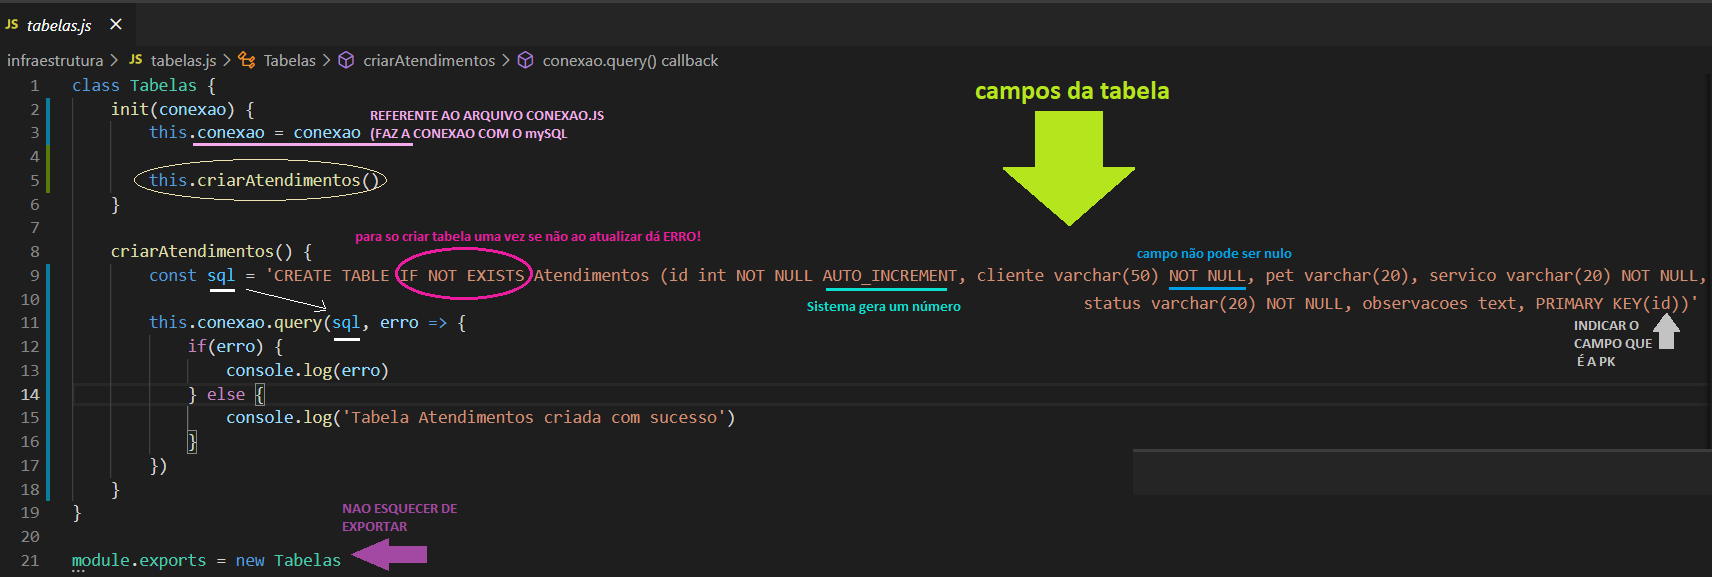 JS tabelas.js ×
infraestrutura > JS tabelas.js > Tabelas > criarAtendimentos > conexao.query() callback
campos da tabela
1 class Tabelas {
2 init(conexao) {
REFERENTE AO ARQUIVO CONEXAO.JS
3 this.conexao = conexao (FAZ A CONEXAO COM O mySQL
4
5 this.criarAtendimentos()
6 }
7
para so criar tabela uma vez se não ao atualizar dá ERRO!
8 criarAtendimentos() {
campo não pode ser nulo
9 const sql = 'CREATE TABLE IF NOT EXISTS Atendimentos (id int NOT NULL AUTO_INCREMENT, cliente varchar(50) NOT NULL, pet varchar(20), servico varchar(20) NOT NULL,
10 status varchar(20) NOT NULL, observacoes text, PRIMARY KEY(id))'
Sistema gera um número
11 this.conexao.query(sql, erro => {
INDICAR O
CAMPO QUE
É A PK
12 if(erro) {
13 console.log(erro)
14 } else {
15 console.log('Tabela Atendimentos criada com sucesso')
16 }
17 })
18 }
19 }
NAO ESQUECER DE
EXPORTAR
20
21 module.exports = new Tabelas